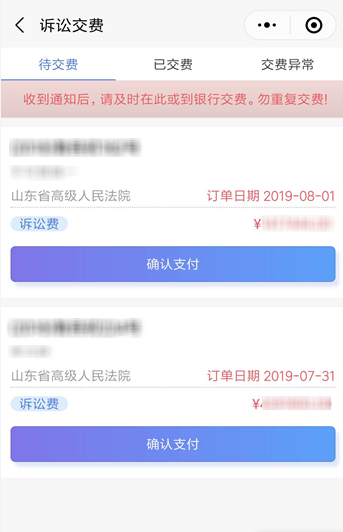 诉讼交费
待交费 已交费 交费异常
收到通知后，请及时在此或到银行交费。勿重复交费!
山东省高级人民法院 订单日期 2019-08-01
诉讼费 ¥
确认支付
山东省高级人民法院 订单日期 2019-07-31
诉讼费 ¥
确认支付